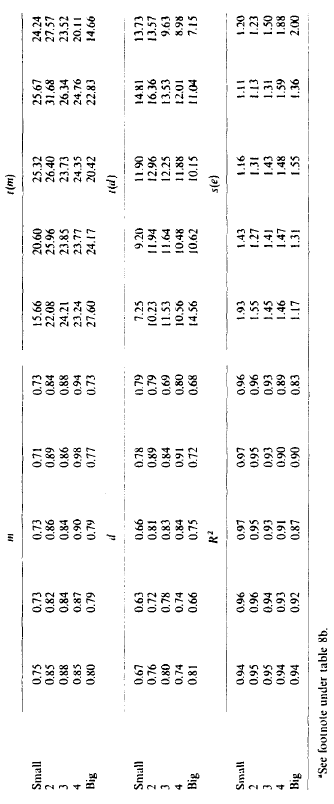 m t(m)
Small 0.75 0.73 0.73 0.71 0.73 15.66 20.60 25.32 25.67 24.24
2 0.85 0.82 0.86 0.89 0.84 22.08 25.96 26.40 31.68 27.57
3 0.88 0.84 0.84 0.86 0.88 24.21 23.85 23.73 26.34 23.52
4 0.85 0.87 0.90 0.98 0.94 23.24 23.77 24.35 24.76 20.11
Big 0.80 0.79 0.79 0.77 0.73 27.60 24.17 20.42 22.83 14.66
d t(d)
Small 0.67 0.63 0.66 0.78 0.79 7.25 9.20 11.90 14.81 13.73
2 0.76 0.72 0.81 0.89 0.79 10.23 11.94 12.96 16.36 13.57
3 0.80 0.78 0.83 0.84 0.69 11.53 11.64 12.25 13.53 9.63
4 0.74 0.74 0.84 0.91 0.80 10.56 10.48 11.88 12.01 8.98
Big 0.81 0.66 0.75 0.72 0.68 14.56 10.62 10.15 11.04 7.15
R² s(e)
Small 0.94 0.96 0.97 0.97 0.96 1.93 1.43 1.16 1.11 1.20
2 0.95 0.96 0.95 0.95 0.96 1.55 1.27 1.31 1.13 1.23
3 0.95 0.94 0.93 0.93 0.93 1.45 1.41 1.43 1.31 1.50
4 0.94 0.93 0.91 0.90 0.89 1.46 1.47 1.48 1.59 1.88
Big 0.94 0.92 0.87 0.90 0.83 1.17 1.31 1.55 1.36 2.00
ᵃSee footnote under table 8b.